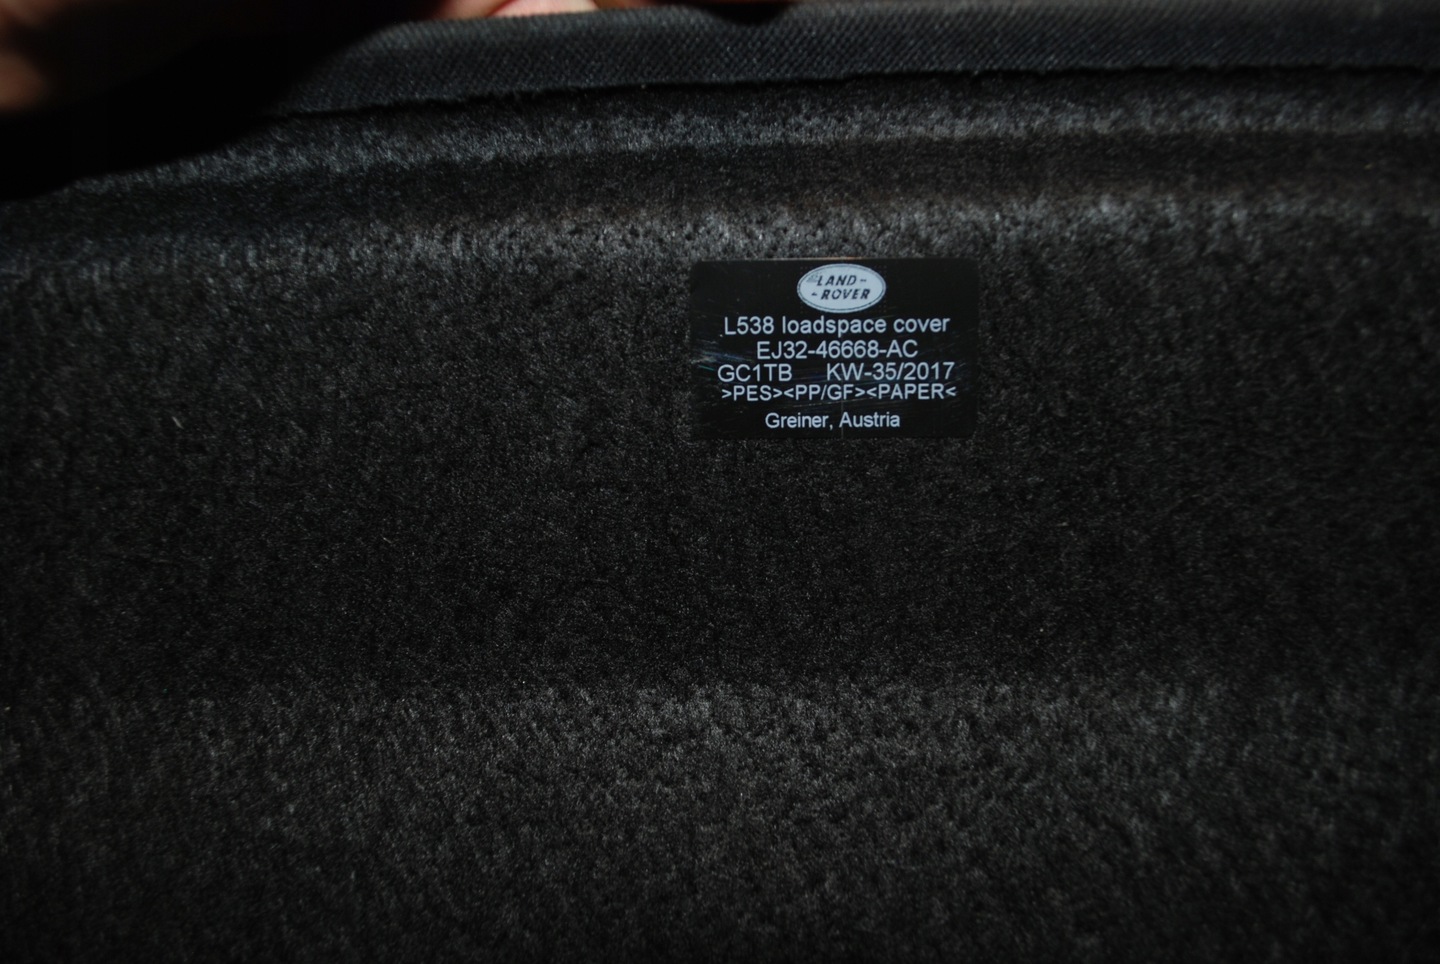 LAND-
-ROVER
L538 loadspace cover
EJ32-46668-AC
GC1TB KW-35/2017
>PES><PP/GF><PAPER<
Greiner, Austria